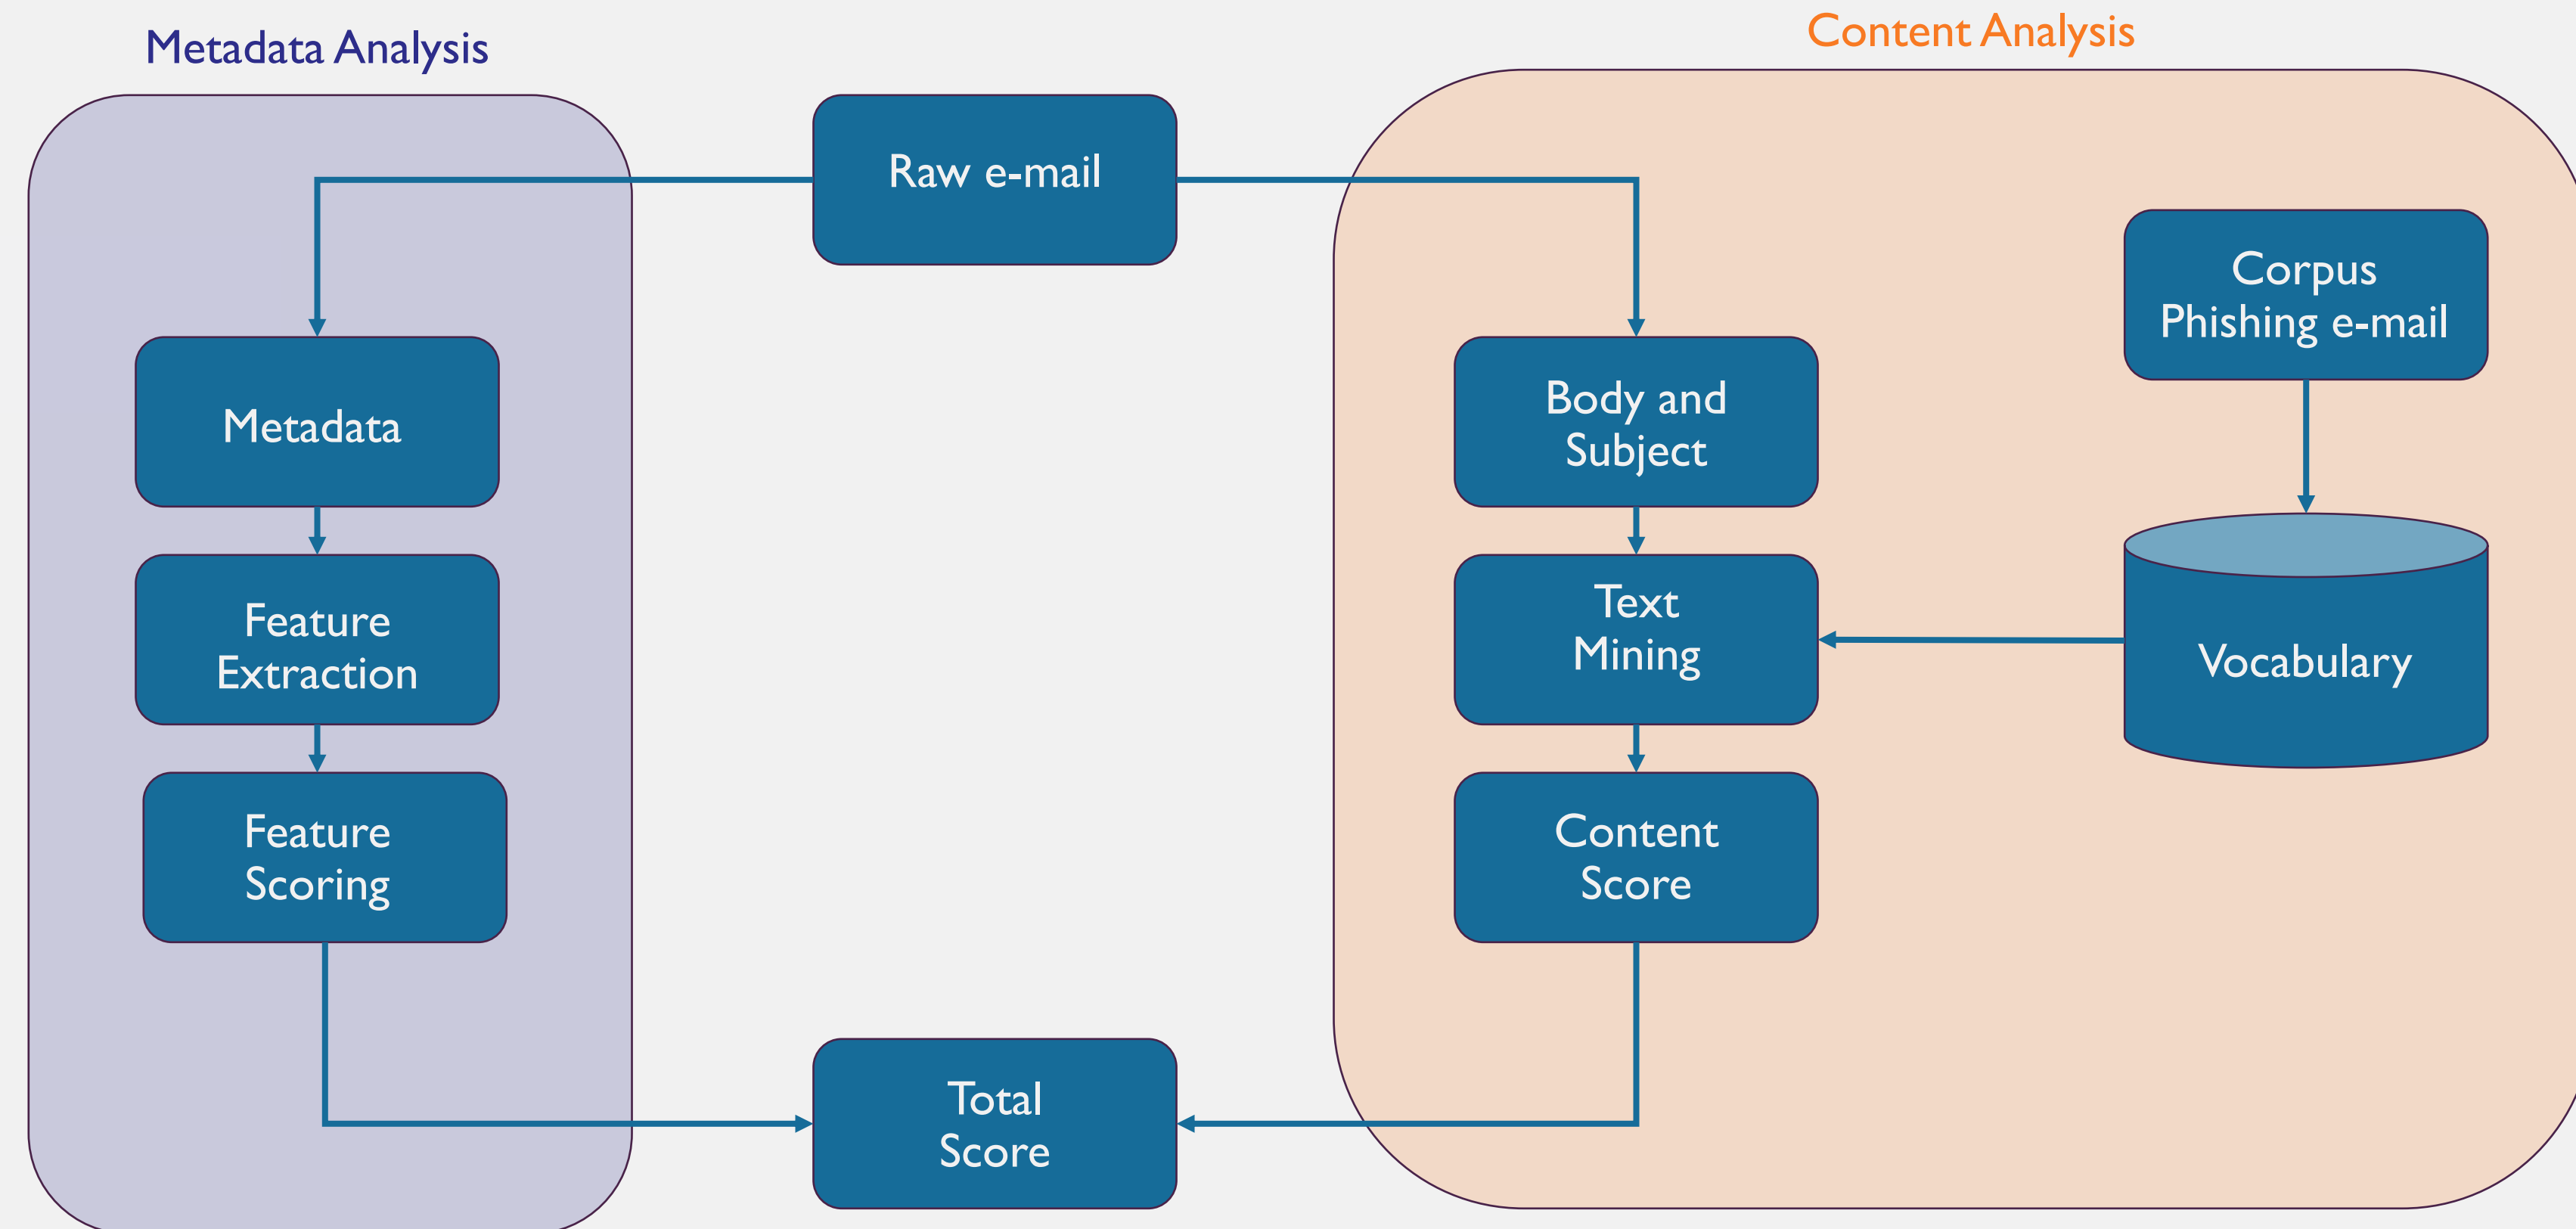 Metadata Analysis
Content Analysis
Raw e-mail
Metadata
Feature
Extraction
Feature
Scoring
Body and
Subject
Text
Mining
Content
Score
Corpus
Phishing e-mail
Vocabulary
Total
Score